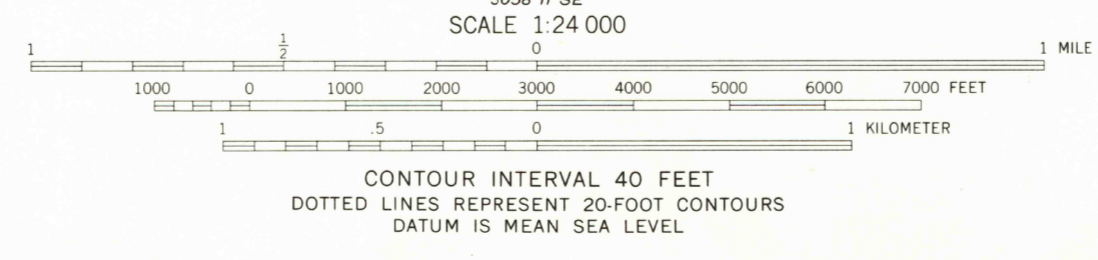 SCALE 1:24 000
1 1/2 0 1 MILE
1000 0 1000 2000 3000 4000 5000 6000 7000 FEET
1 .5 0 1 KILOMETER
CONTOUR INTERVAL 40 FEET
DOTTED LINES REPRESENT 20-FOOT CONTOURS
DATUM IS MEAN SEA LEVEL